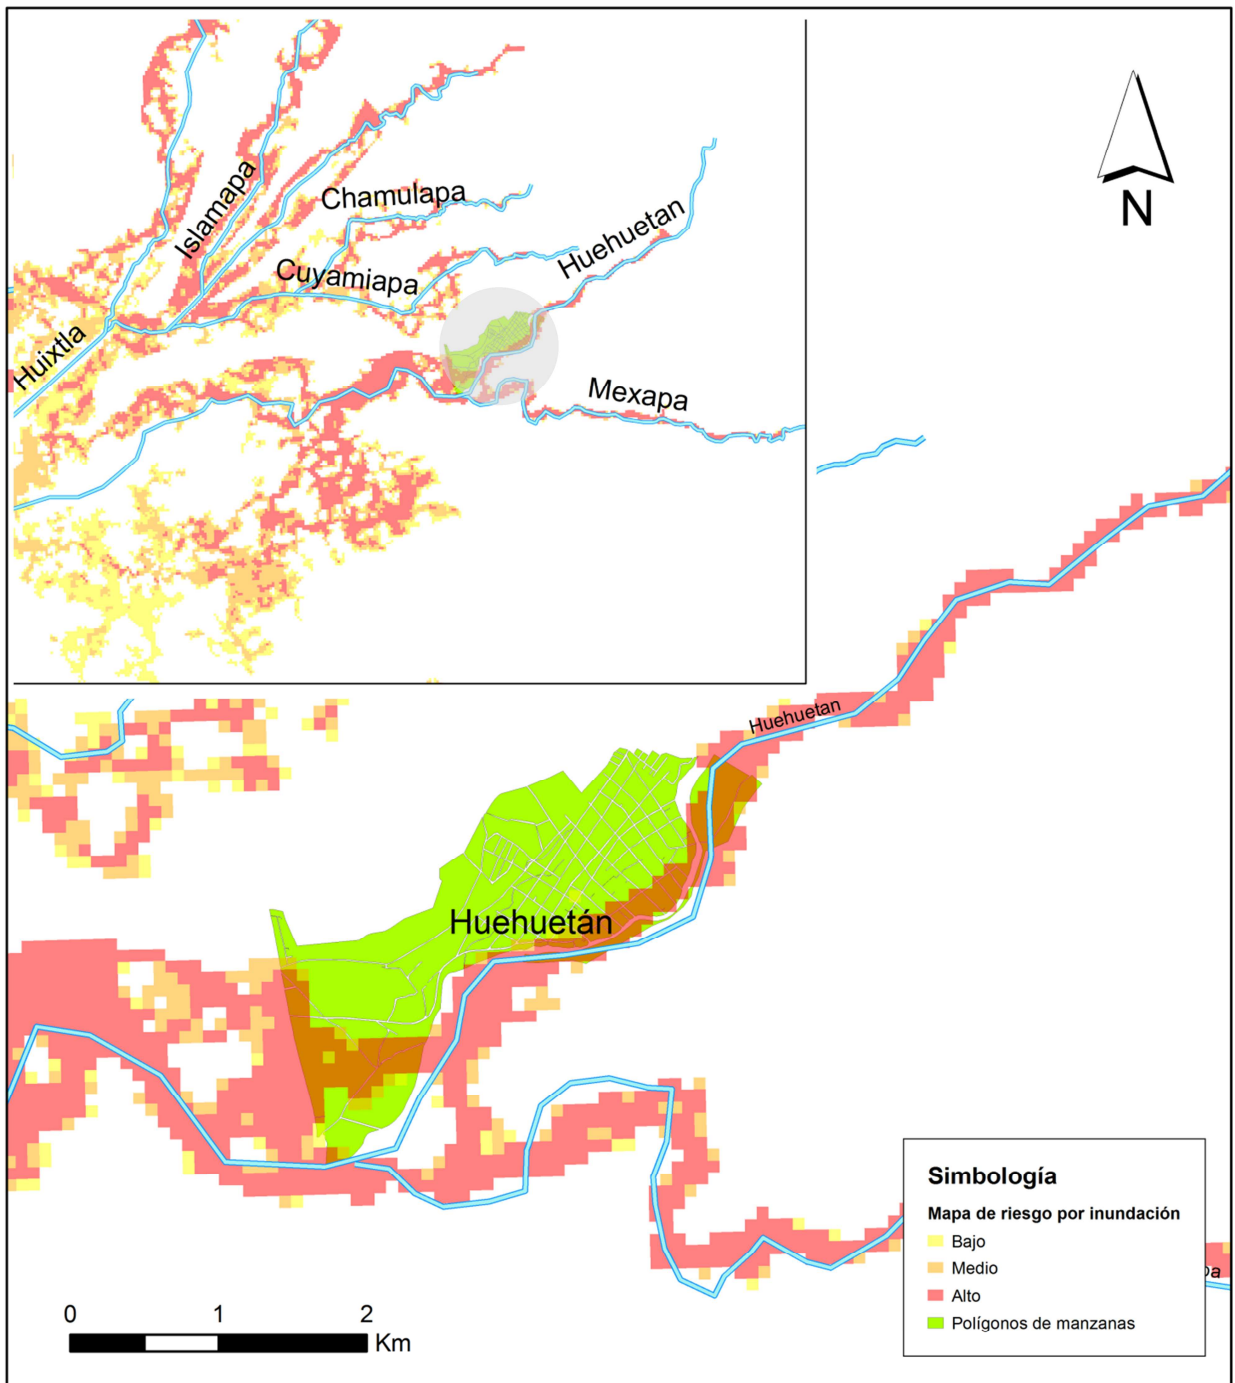 Islamapa
Chamulapa
Cuyamiapa
Huehuetan
Huixtla
Mexapa
N
Huehuetan
Huehuetán
Simbología
Mapa de riesgo por inundación
Bajo
Medio
Alto
Polígonos de manzanas
0 1 2
Km